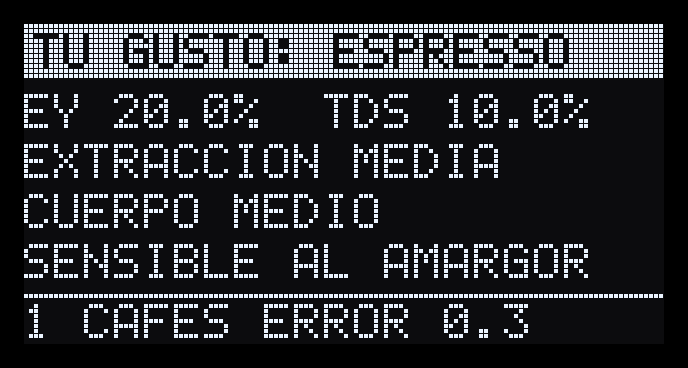 TU GUSTO: ESPRESSO
EY 20.0% TDS 10.0%
EXTRACCION MEDIA
CUERPO MEDIO
SENSIBLE AL AMARGOR
1 CAFES ERROR 0.3